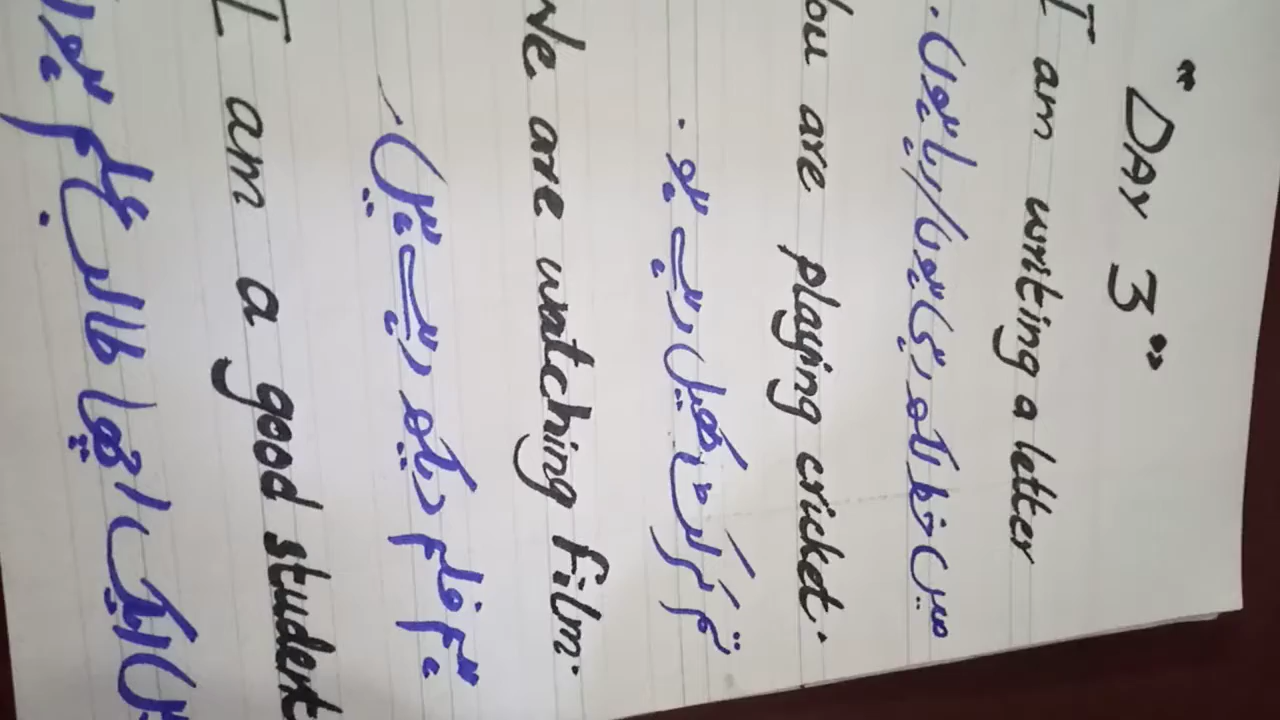 "DAY 3"
I am writing a letter
میں خط لکھ رہی ہوں/رہا ہوں.
You are playing cricket.
تم کرکٹ کھیل رہے ہو.
We are watching film.
ہم فلم دیکھ رہے ہیں.
I am a good student
میں ایک اچھا طالب علم ہوں